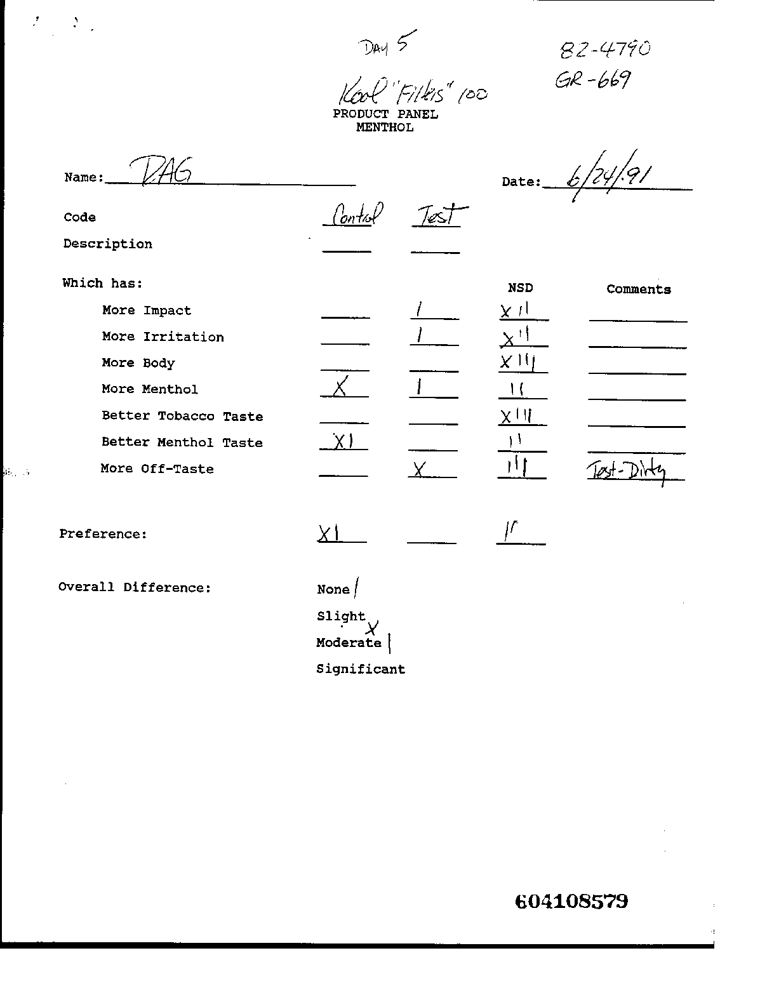 DAY 5 82-4790
Kool "Filters" 100 GR-669
PRODUCT PANEL
MENTHOL
Name: DAG Date: 6/24/91
Code Control Test
Description
Which has: NSD Comments
More Impact | X ||
More Irritation | X ||
More Body X |||
More Menthol X | ||
Better Tobacco Taste X |||
Better Menthol Taste X| ||
More Off-Taste X ||| Test-Dirty
Preference: X| ||
Overall Difference: None |
Slight
X
Moderate |
Significant
604108579